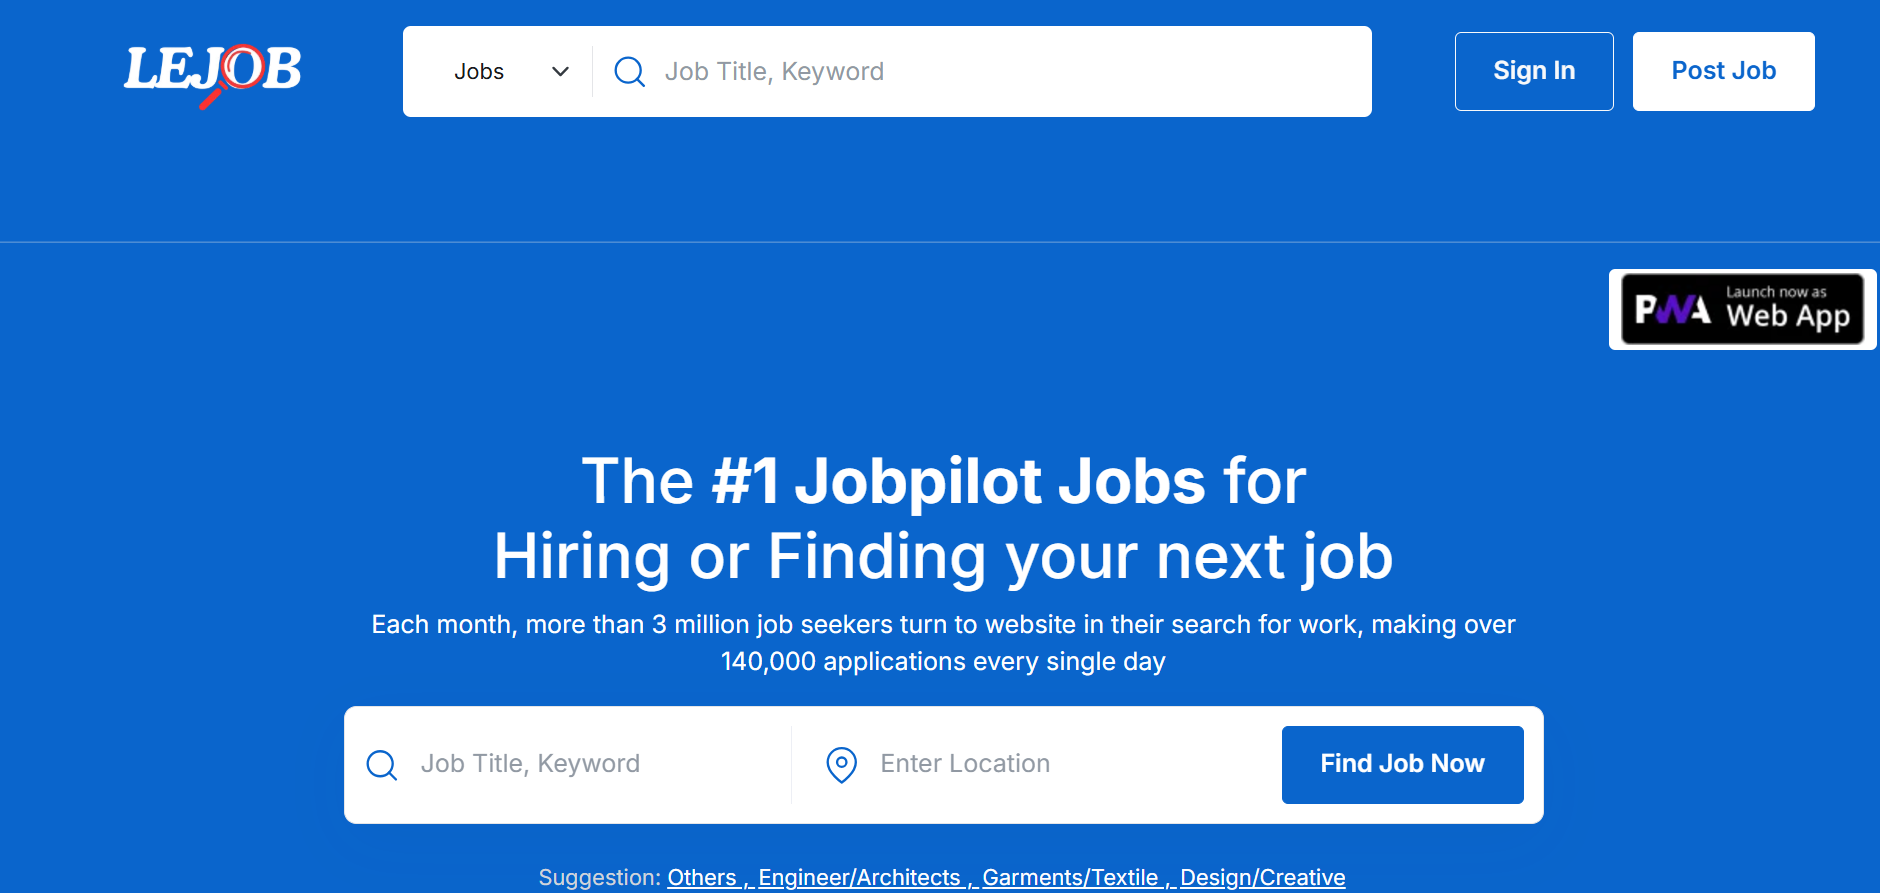 LEJOB
Jobs
Job Title, Keyword
Sign In
Post Job
PWA
Launch now as
Web App
The #1 Jobpilot Jobs for
Hiring or Finding your next job
Each month, more than 3 million job seekers turn to website in their search for work, making over
140,000 applications every single day
Job Title, Keyword
Enter Location
Find Job Now
Suggestion: Others , Engineer/Architects , Garments/Textile , Design/Creative